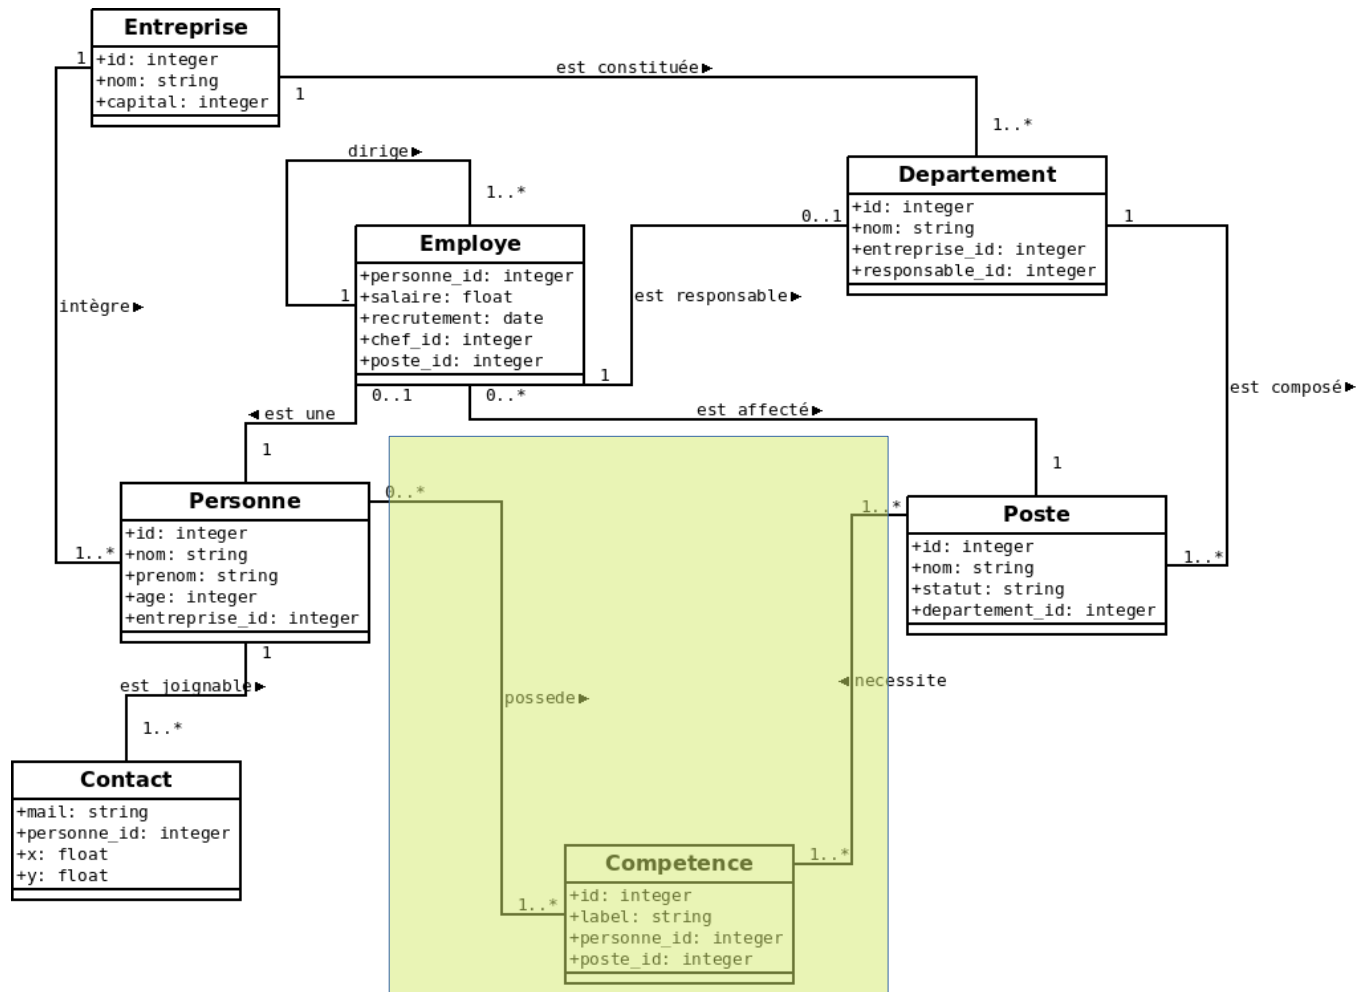 Entreprise
+id: integer
+nom: string
+capital: integer
1
1
est constituée►
1..*
dirige►
1..*
1
Departement
+id: integer
+nom: string
+entreprise_id: integer
+responsable_id: integer
0..1
1
Employe
+personne_id: integer
+salaire: float
+recrutement: date
+chef_id: integer
+poste_id: integer
est responsable►
1
intègre►
0..1
0..*
◄est une
est affecté►
est composé►
1
1
Personne
+id: integer
+nom: string
+prenom: string
+age: integer
+entreprise_id: integer
0..*
1..*
1..*
Poste
+id: integer
+nom: string
+statut: string
+departement_id: integer
1..*
1
est joignable►
1..*
possede►
◄necessite
Contact
+mail: string
+personne_id: integer
+x: float
+y: float
Competence
+id: integer
+label: string
+personne_id: integer
+poste_id: integer
1..*
1..*